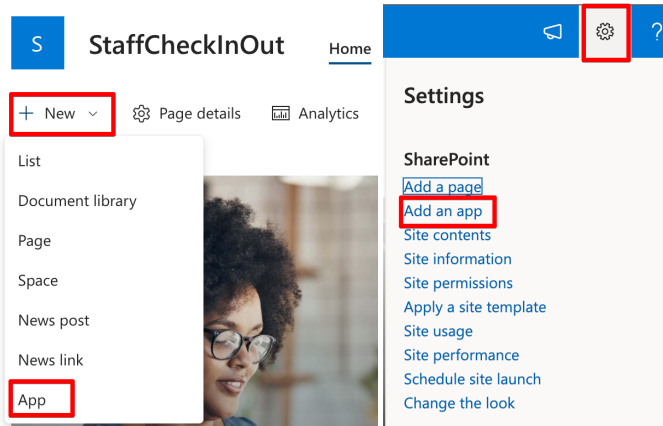 S
StaffCheckInOut
Home
+ New
Page details
Analytics
List
Document library
Page
Space
News post
News link
App
?
Settings
SharePoint
Add a page
Add an app
Site contents
Site information
Site permissions
Apply a site template
Site usage
Site performance
Schedule site launch
Change the look